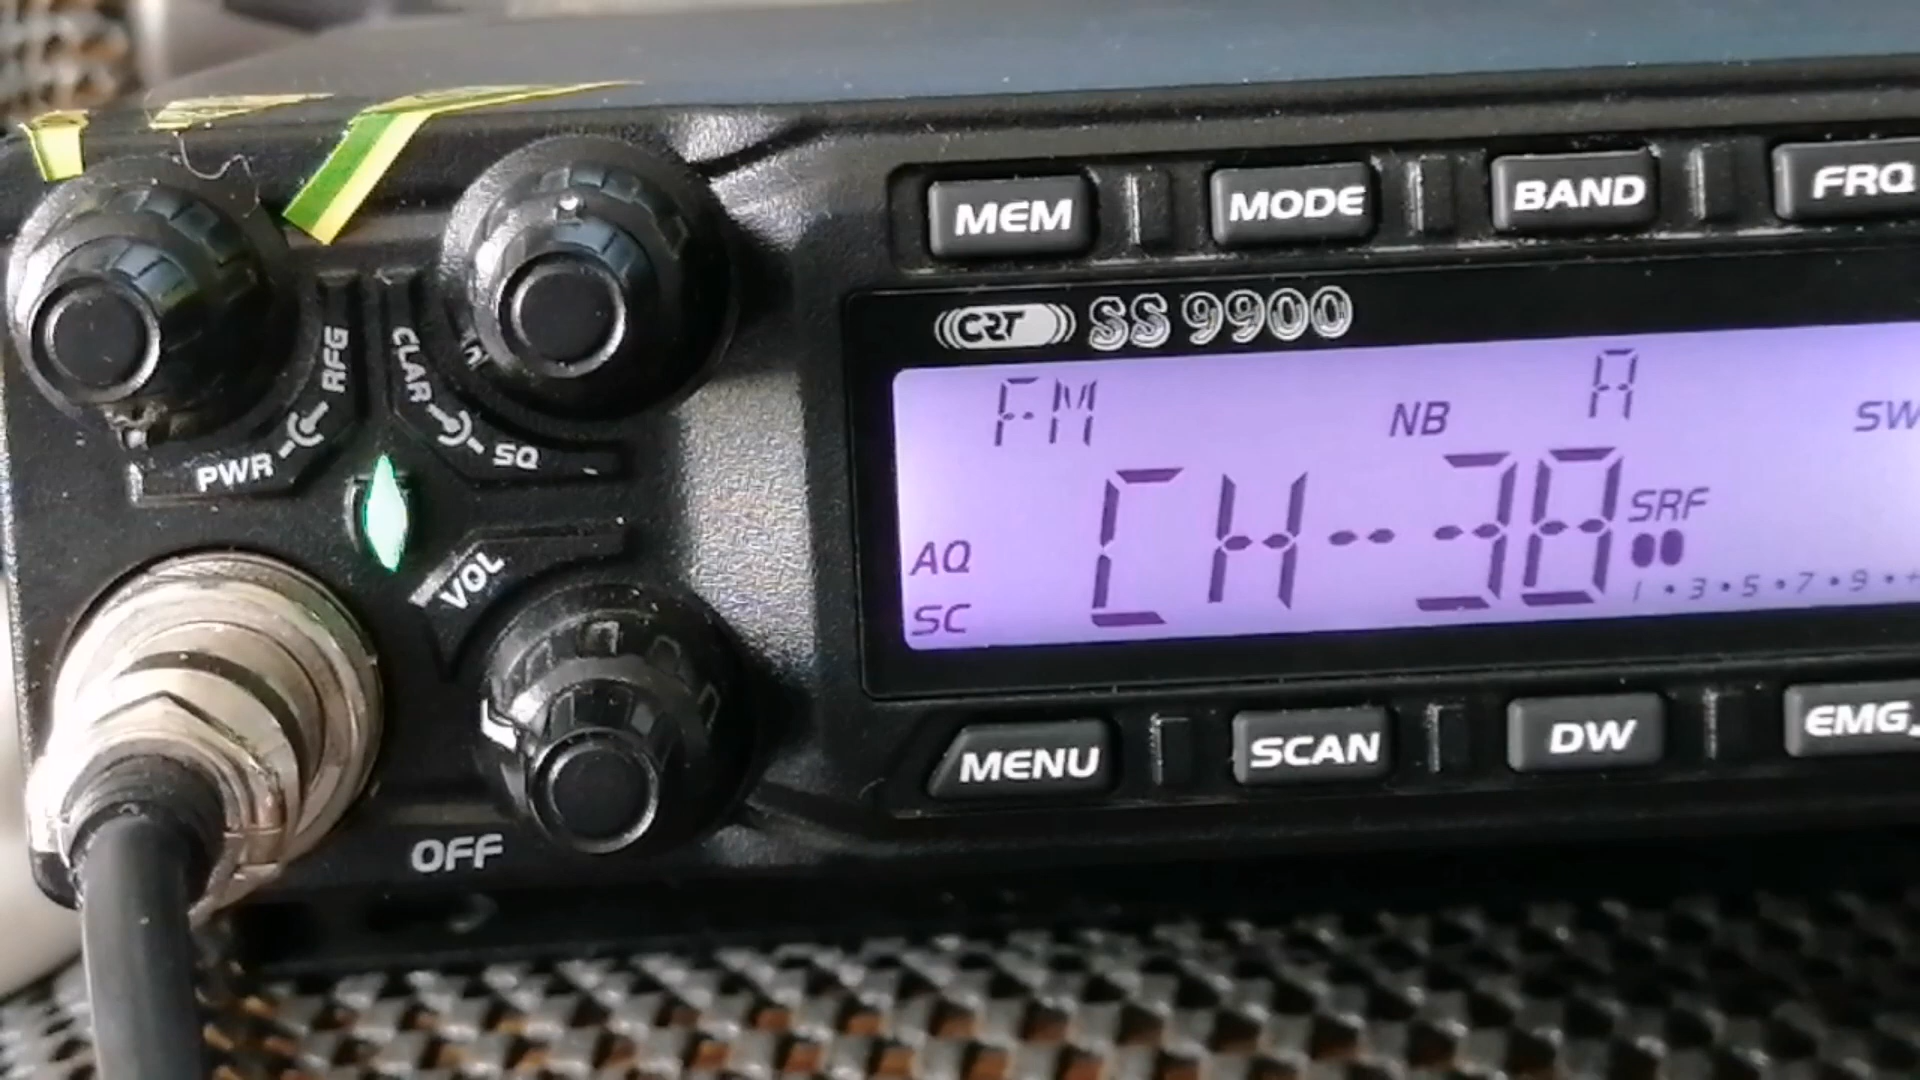 MEM MODE BAND FRQ
CRT SS 9900
RFG
CLAR
PWR
SQ
FM NB A SW
CH--38
SRF
AQ
SC
1•3•5•7•9•+
VOL
MENU SCAN DW EMG
OFF